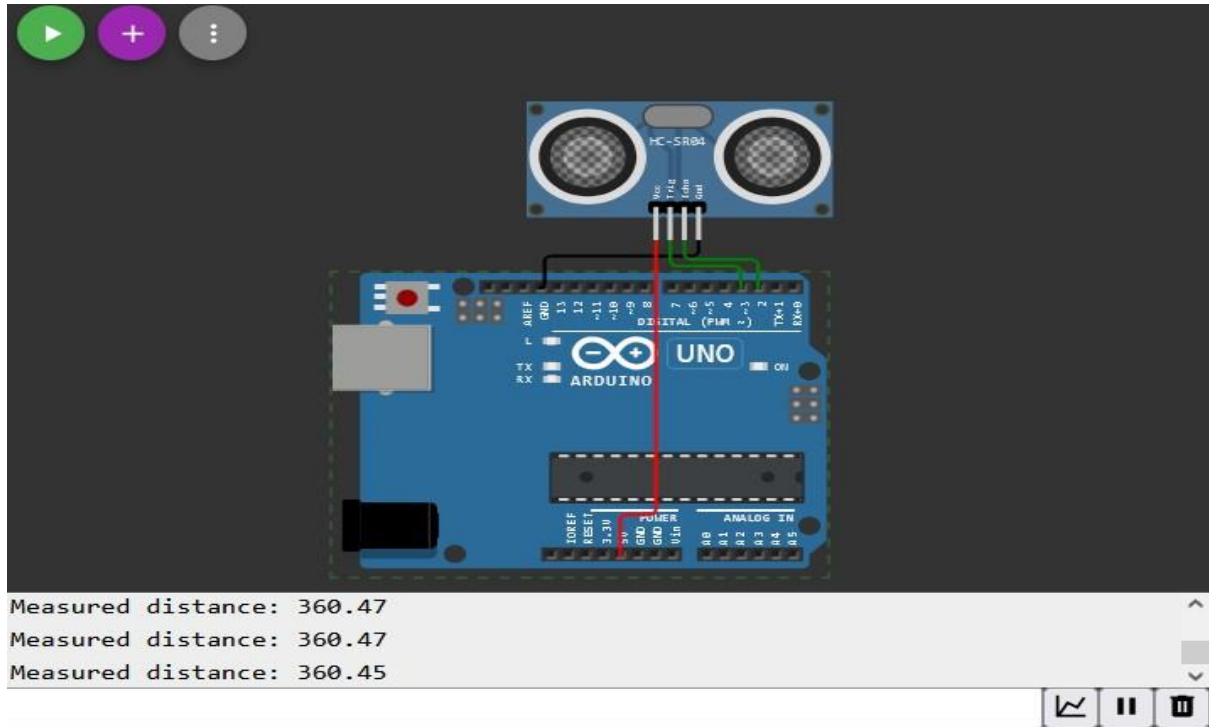 HC-SR04
Vcc
Trig
Echo
Gnd
AREF
GND
13
12
~11
~10
~9
8
7
~6
~5
4
~3
2
TX→1
RX←0
DIGITAL (PWM ~)
L
TX
RX
UNO
ON
ARDUINO
IOREF
RESET
3.3V
5V
GND
GND
Vin
POWER
ANALOG IN
A0
A1
A2
A3
A4
A5
Measured distance: 360.47
Measured distance: 360.47
Measured distance: 360.45